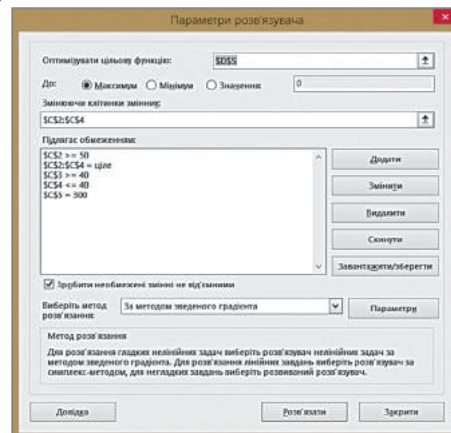 Параметри розв'язувача
Оптимізувати цільову функцію: $D$5
До: Максимум Мінімум Значення: 0
Змінюючи клітинки змінних:
$C$2:$C$4
Підлягає обмеженням:
$C$2 >= 50
$C$2:$C$4 = ціле
$C$3 >= 40
$C$4 <= 40
$C$5 = 300
Додати
Змінити
Видалити
Скинути
Завантажити/зберегти
Зробити необмежені змінні не від'ємними
Виберіть метод розв'язання:
За методом зведеного градієнта
Параметри
Метод розв'язання
Для розв'язання гладких нелінійних задач виберіть розв'язувач нелінійних задач за
методом зведеного градієнта. Для розв'язання лінійних завдань виберіть розв'язувач за
симплекс-методом, для негладких завдань виберіть розвиваний розв'язувач.
Довідка
Розв'язати
Закрити